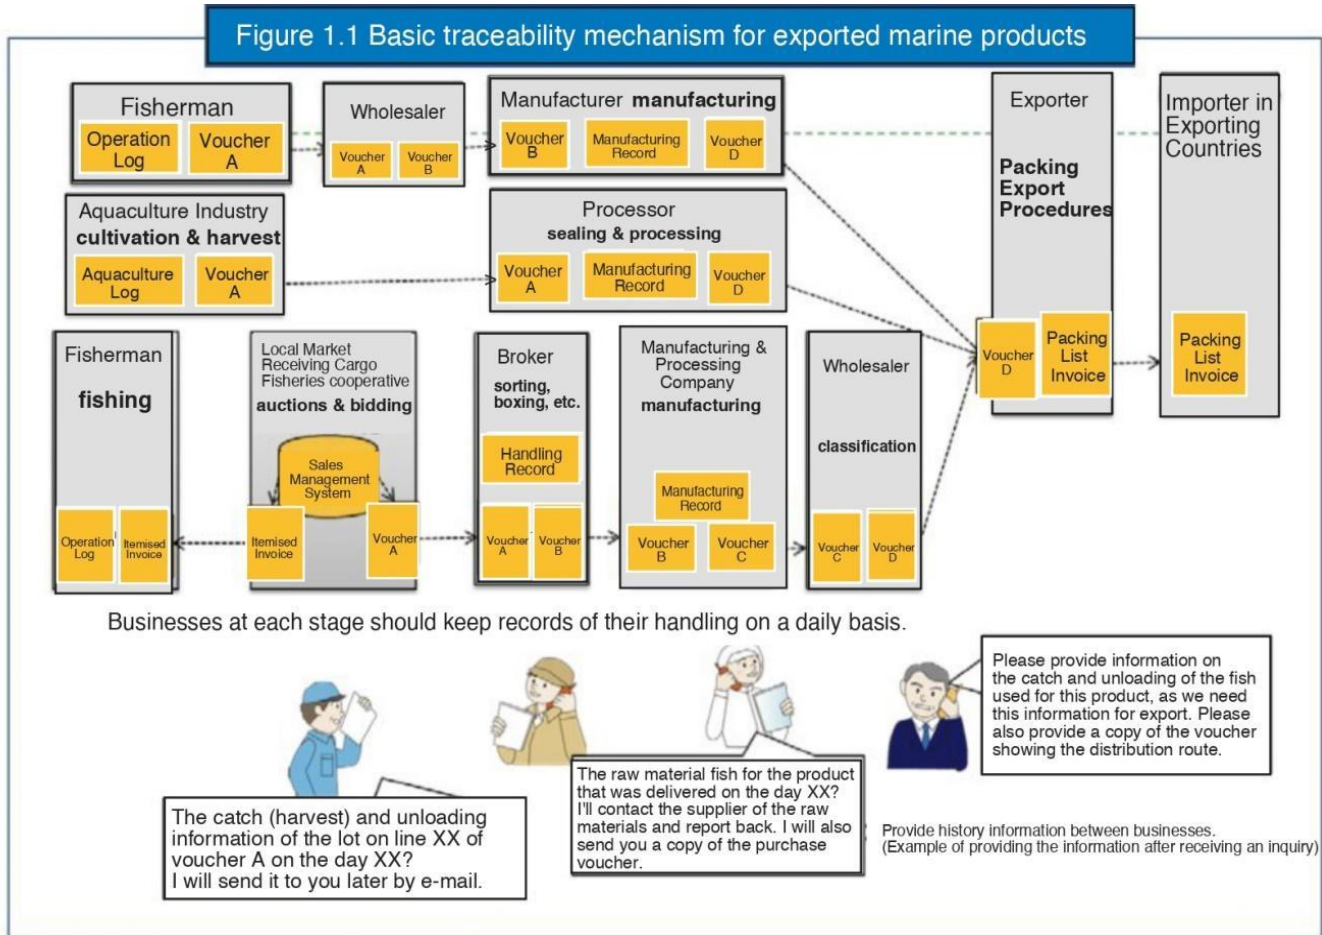 Figure 1.1 Basic traceability mechanism for exported marine products
Fisherman
Operation
Log
Voucher
A
Wholesaler
Voucher
A
Voucher
B
Manufacturer manufacturing
Voucher
B
Manufacturing
Record
Voucher
D
Exporter
Packing
Export
Procedures
Voucher
D
Packing
List
Invoice
Importer in
Exporting
Countries
Packing
List
Invoice
Aquaculture Industry
cultivation & harvest
Aquaculture
Log
Voucher
A
Processor
sealing & processing
Voucher
A
Manufacturing
Record
Voucher
D
Fisherman
fishing
Operation
Log
Itemised
Invoice
Local Market
Receiving Cargo
Fisheries cooperative
auctions & bidding
Sales
Management
System
Itemised
Invoice
Voucher
A
Broker
sorting,
boxing, etc.
Handling
Record
Voucher
A
Voucher
B
Manufacturing &
Processing
Company
manufacturing
Manufacturing
Record
Voucher
B
Voucher
C
Wholesaler
classification
Voucher
C
Voucher
D
Businesses at each stage should keep records of their handling on a daily basis.
Please provide information on
the catch and unloading of the fish
used for this product, as we need
this information for export. Please
also provide a copy of the voucher
showing the distribution route.
The raw material fish for the product
that was delivered on the day XX?
I'll contact the supplier of the raw
materials and report back. I will also
send you a copy of the purchase
voucher.
The catch (harvest) and unloading
information of the lot on line XX of
voucher A on the day XX?
I will send it to you later by e-mail.
Provide history information between businesses.
(Example of providing the information after receiving an inquiry)